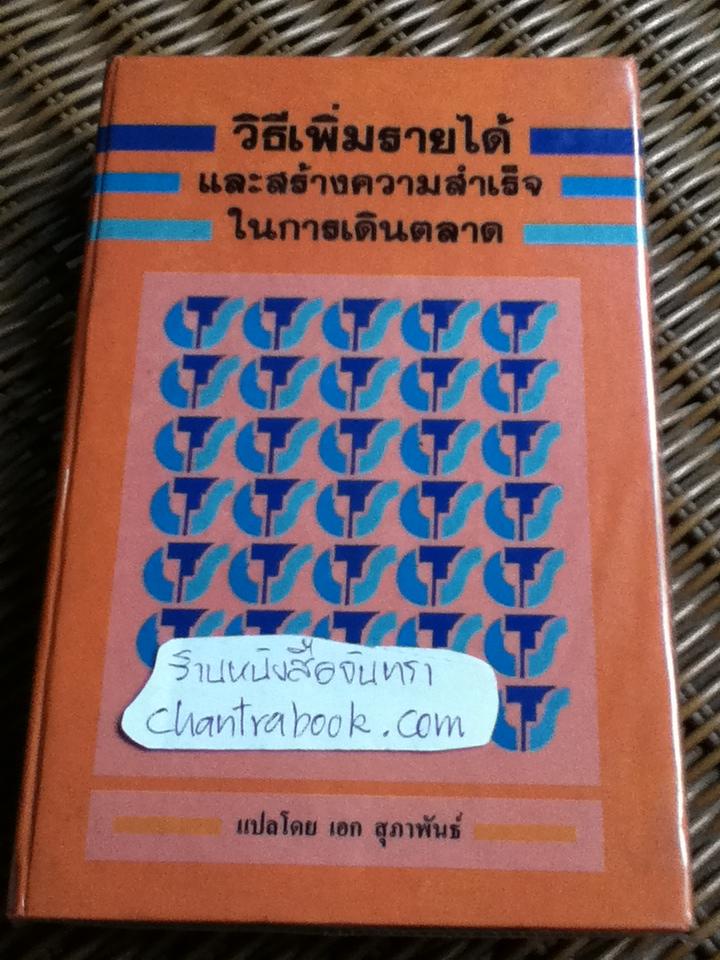 วิธีเพิ่มรายได้
และสร้างความสำเร็จ
ในการเดินตลาด
ร้านหนังสือจันทรา
chantrabook.com
แปลโดย เอก สุภาพันธ์